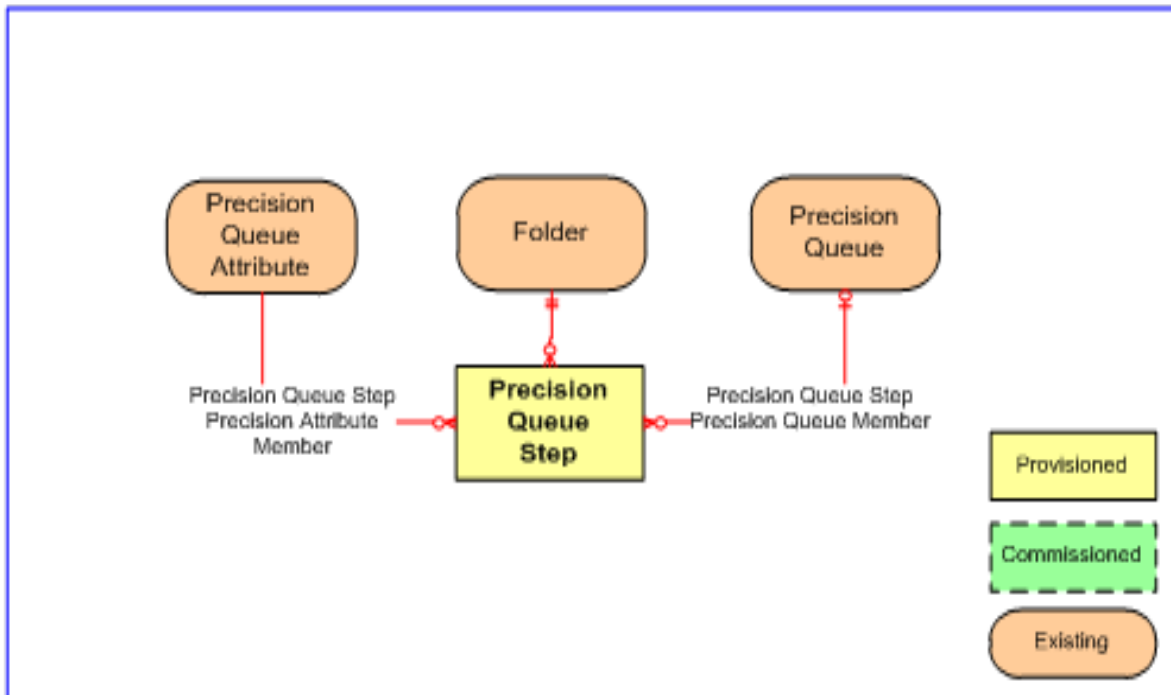 Precision
Queue
Attribute
Folder
Precision
Queue
Precision Queue Step
Precision Attribute
Member
Precision
Queue
Step
Precision Queue Step
Precision Queue Member
Provisioned
Commissioned
Existing